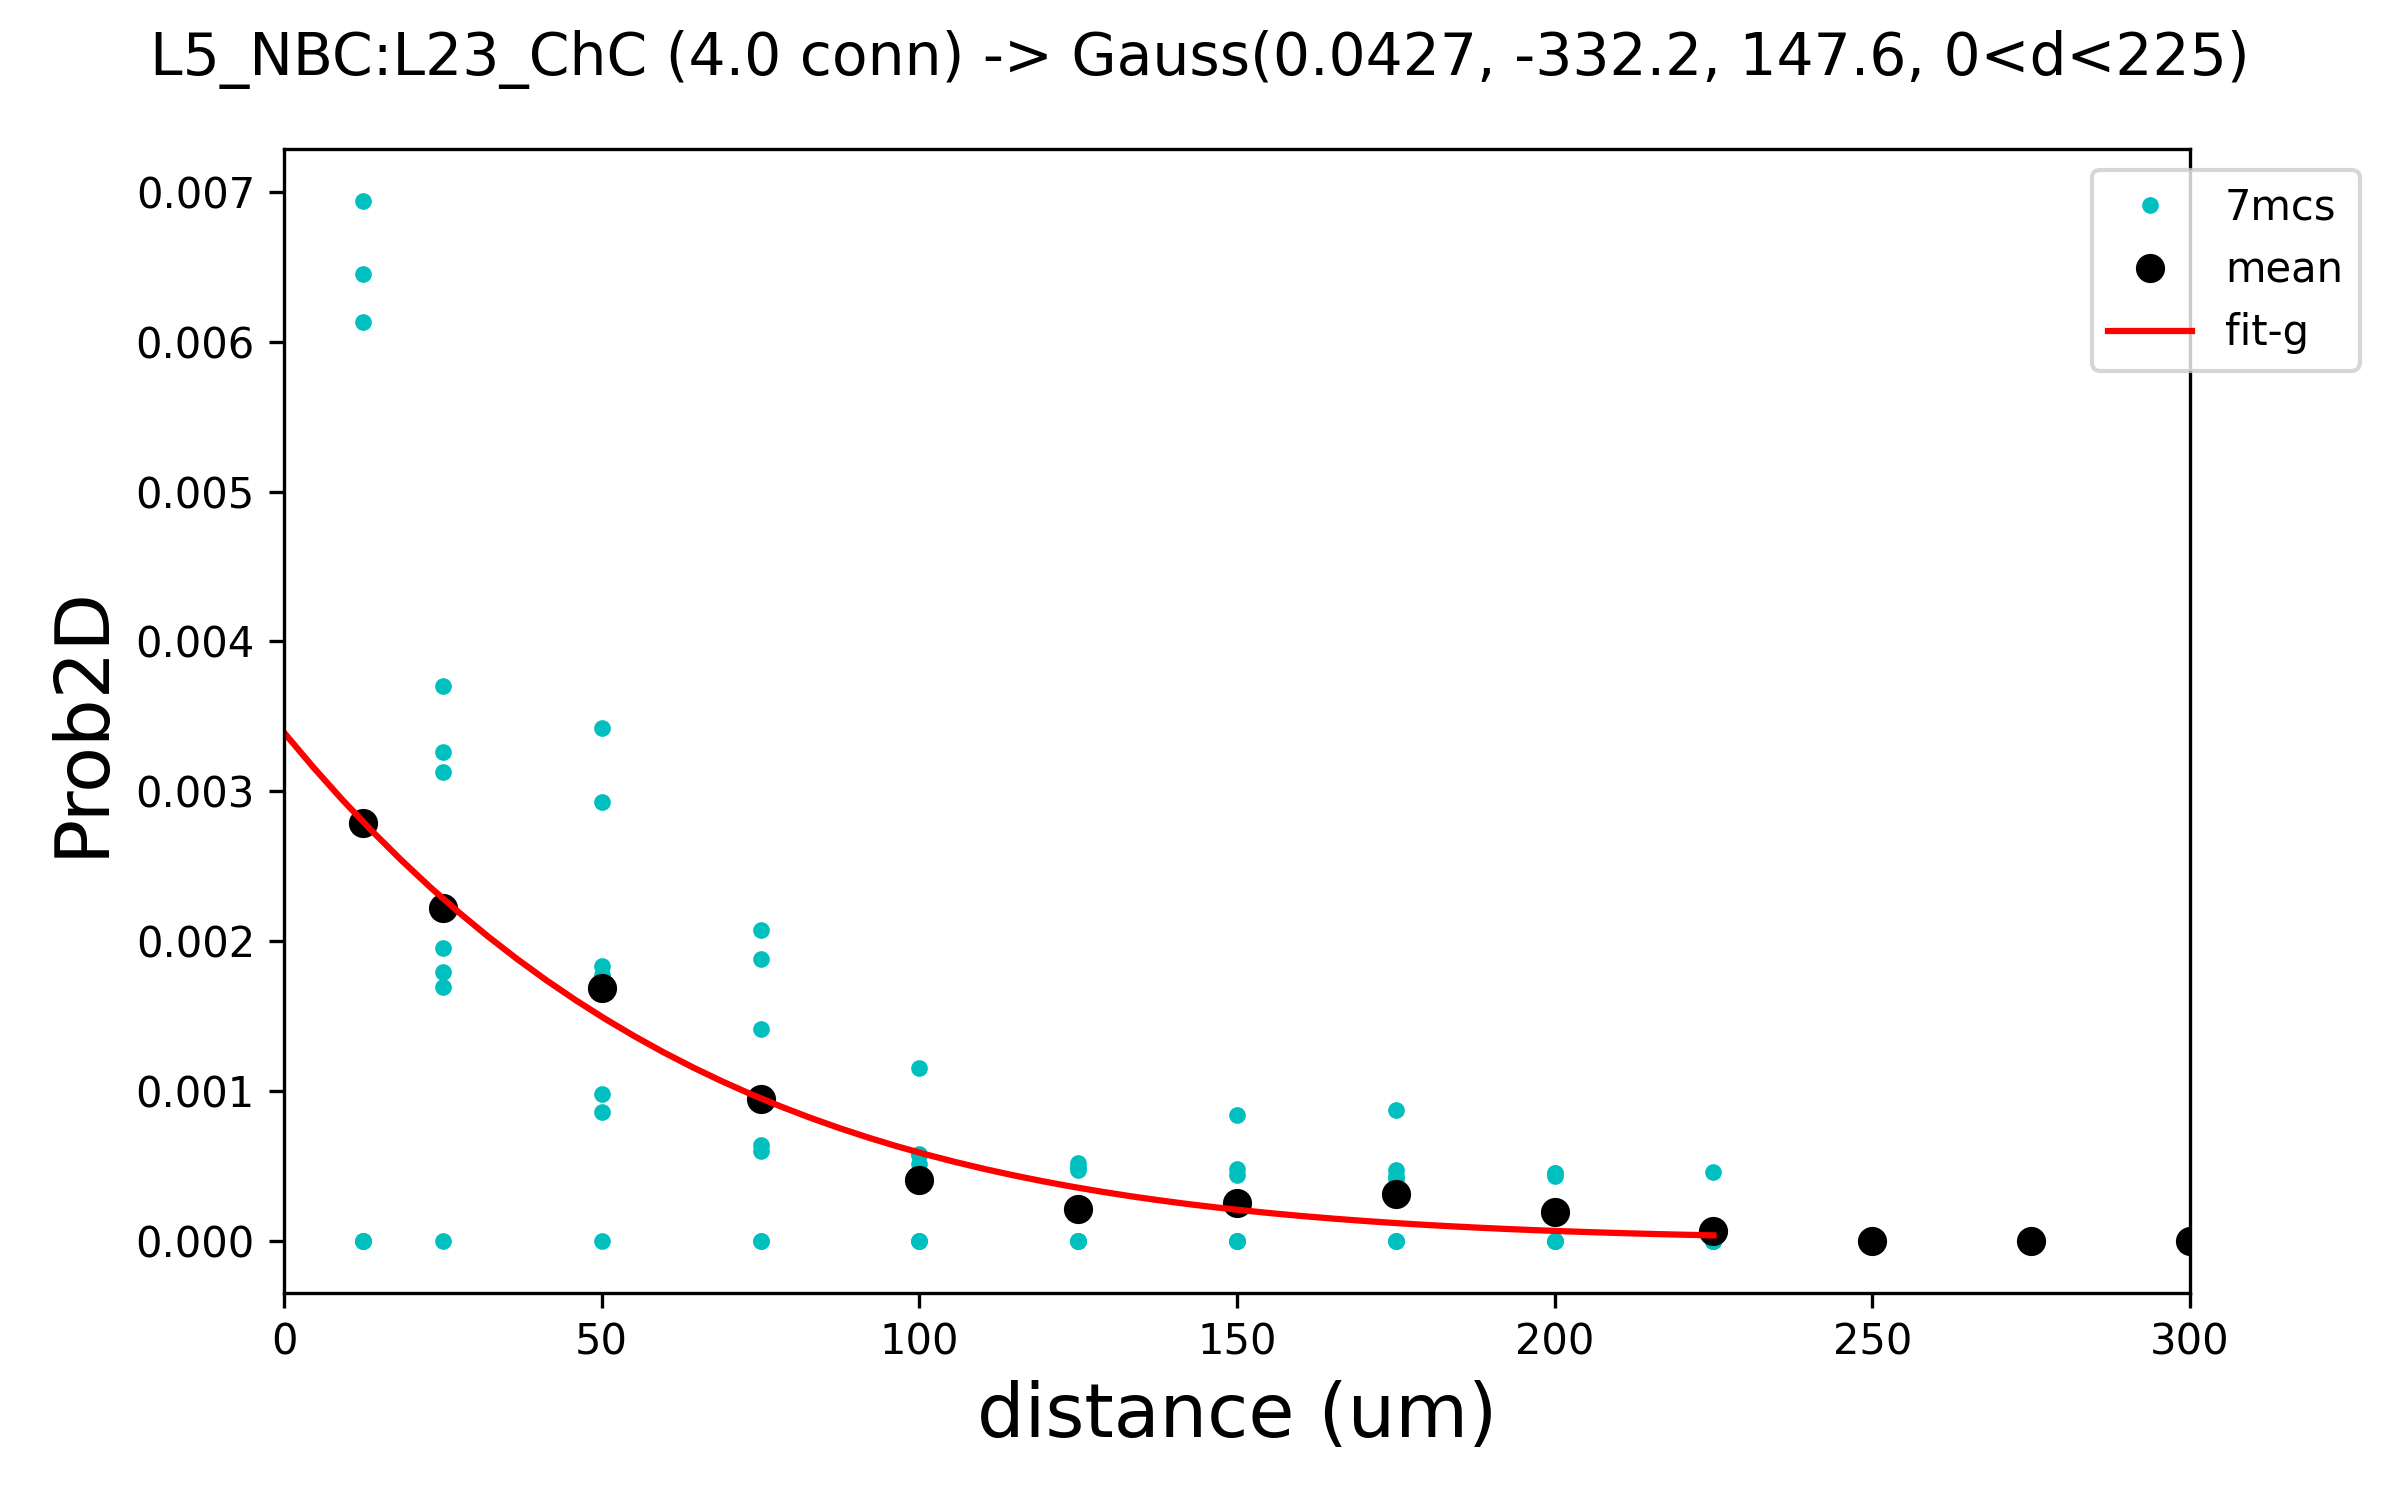 L5_NBC:L23_ChC (4.0 conn) -> Gauss(0.0427, -332.2, 147.6, 0<d<225)
7mcs
mean
fit-g
0.007
0.006
0.005
0.004
0.003
0.002
0.001
0.000
Prob2D
0 50 100 150 200 250 300
distance (um)